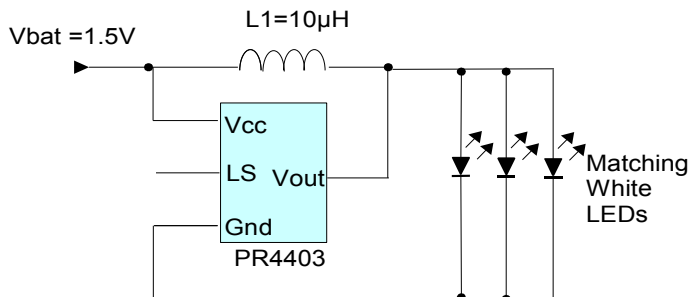 L1=10µH
Vbat =1.5V
Vcc
LS
Vout
Gnd
PR4403
Matching
White
LEDs